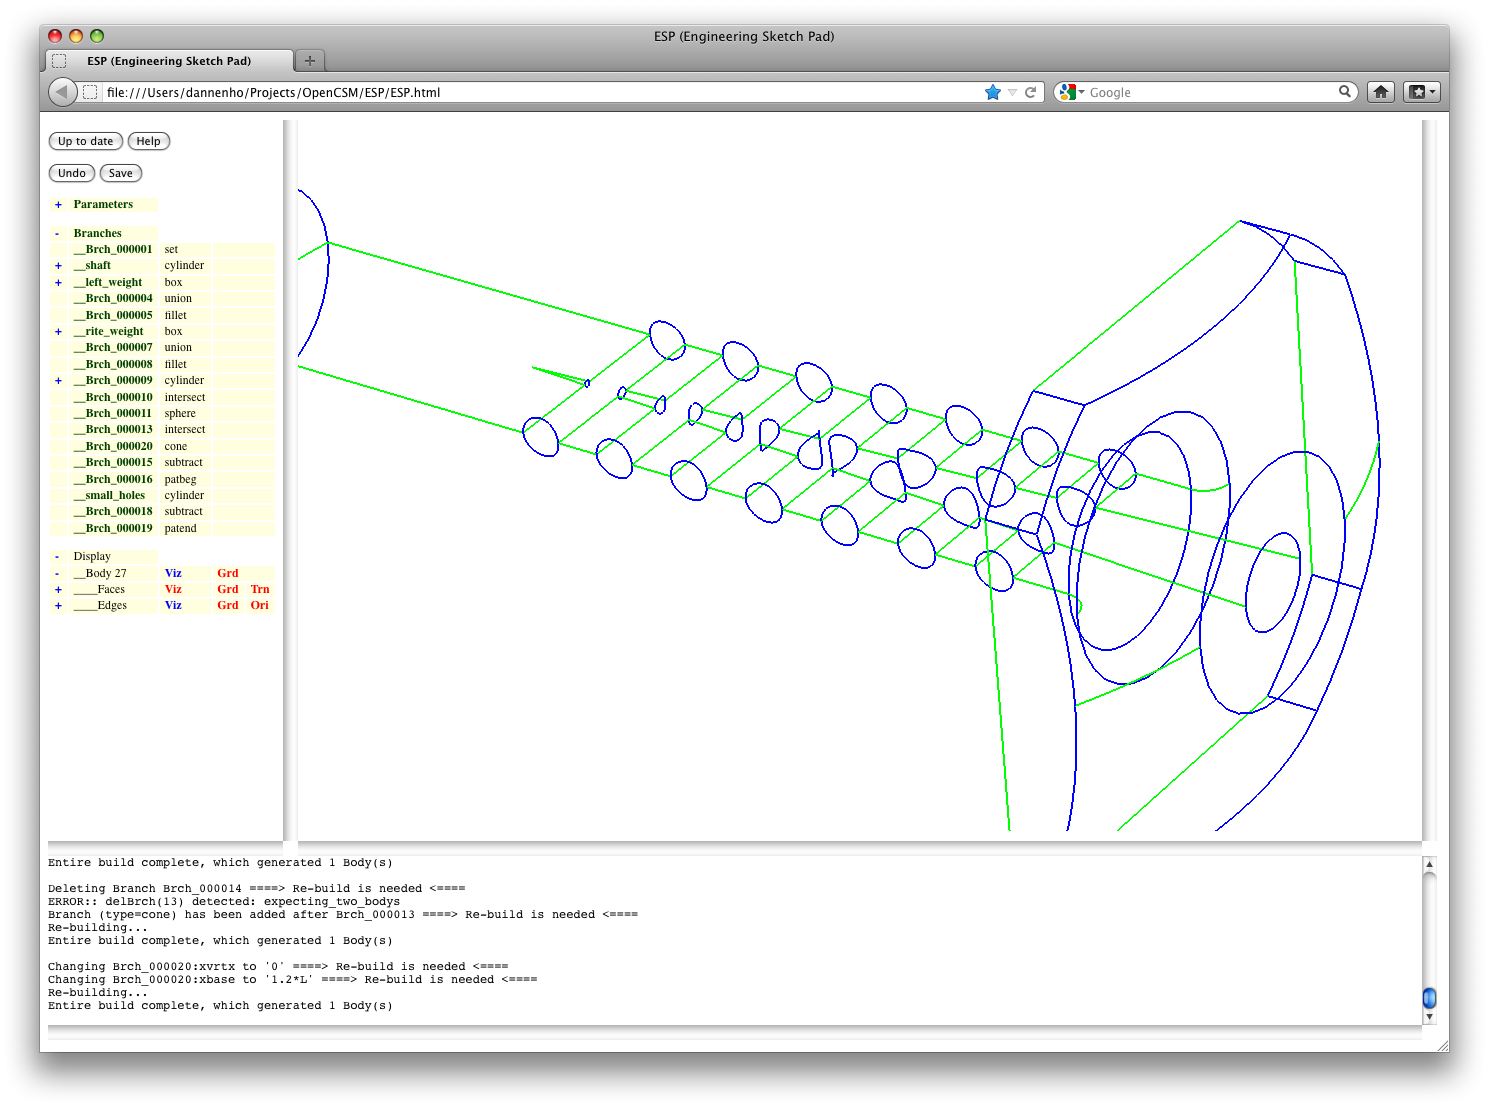 ESP (Engineering Sketch Pad)
ESP (Engineering Sketch Pad)
+
file:///Users/dannenho/Projects/OpenCSM/ESP/ESP.html
Google
Up to date
Help
Undo
Save
+ Parameters
- Branches
__Brch_000001 set
+ __shaft cylinder
+ __left_weight box
__Brch_000004 union
__Brch_000005 fillet
+ __rite_weight box
__Brch_000007 union
__Brch_000008 fillet
+ __Brch_000009 cylinder
__Brch_000010 intersect
__Brch_000011 sphere
__Brch_000013 intersect
__Brch_000020 cone
__Brch_000015 subtract
__Brch_000016 patbeg
__small_holes cylinder
__Brch_000018 subtract
__Brch_000019 patend
- Display
- __Body 27 Viz Grd
+ ____Faces Viz Grd Trn
+ ____Edges Viz Grd Ori
Entire build complete, which generated 1 Body(s)
Deleting Branch Brch_000014 ====> Re-build is needed <====
ERROR:: delBrch(13) detected: expecting_two_bodys
Branch (type=cone) has been added after Brch_000013 ====> Re-build is needed <====
Re-building...
Entire build complete, which generated 1 Body(s)
Changing Brch_000020:xvrtx to '0' ====> Re-build is needed <====
Changing Brch_000020:xbase to '1.2*L' ====> Re-build is needed <====
Re-building...
Entire build complete, which generated 1 Body(s)